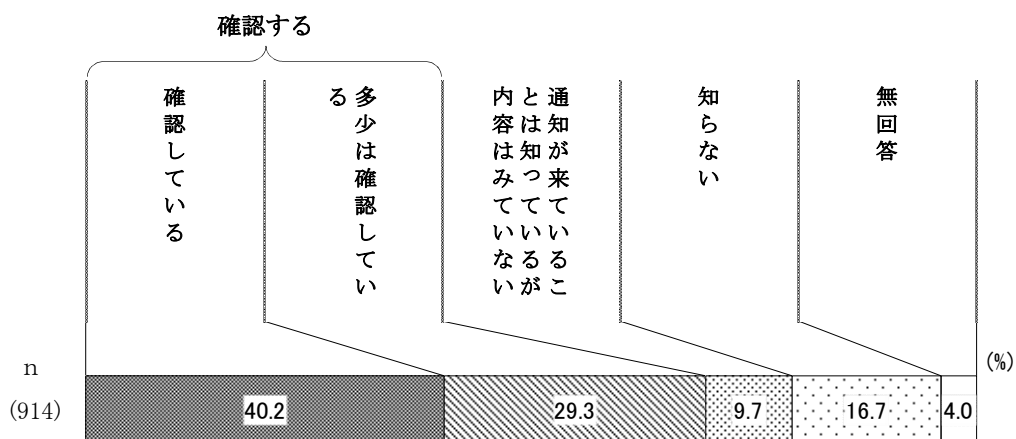 確認する
確認している
多少は確認してい
る
通知が来ているこ
とは知っているが
内容はみていない
知らない
無回答
(%)
n
(914)
40.2
29.3
9.7
16.7
4.0